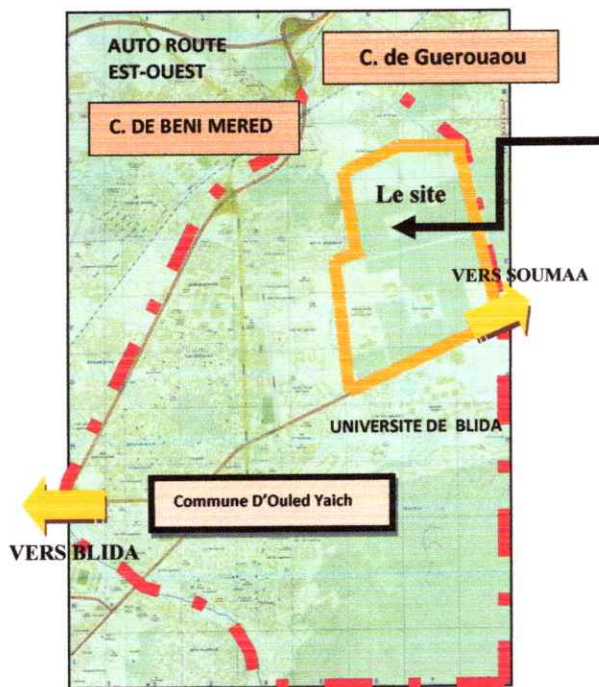 AUTO ROUTE
EST-OUEST
C. de Guerouaou
C. DE BENI MERED
Le site
VERS SOUMAA
UNIVERSITE DE BLIDA
Commune D'Ouled Yaich
VERS BLIDA